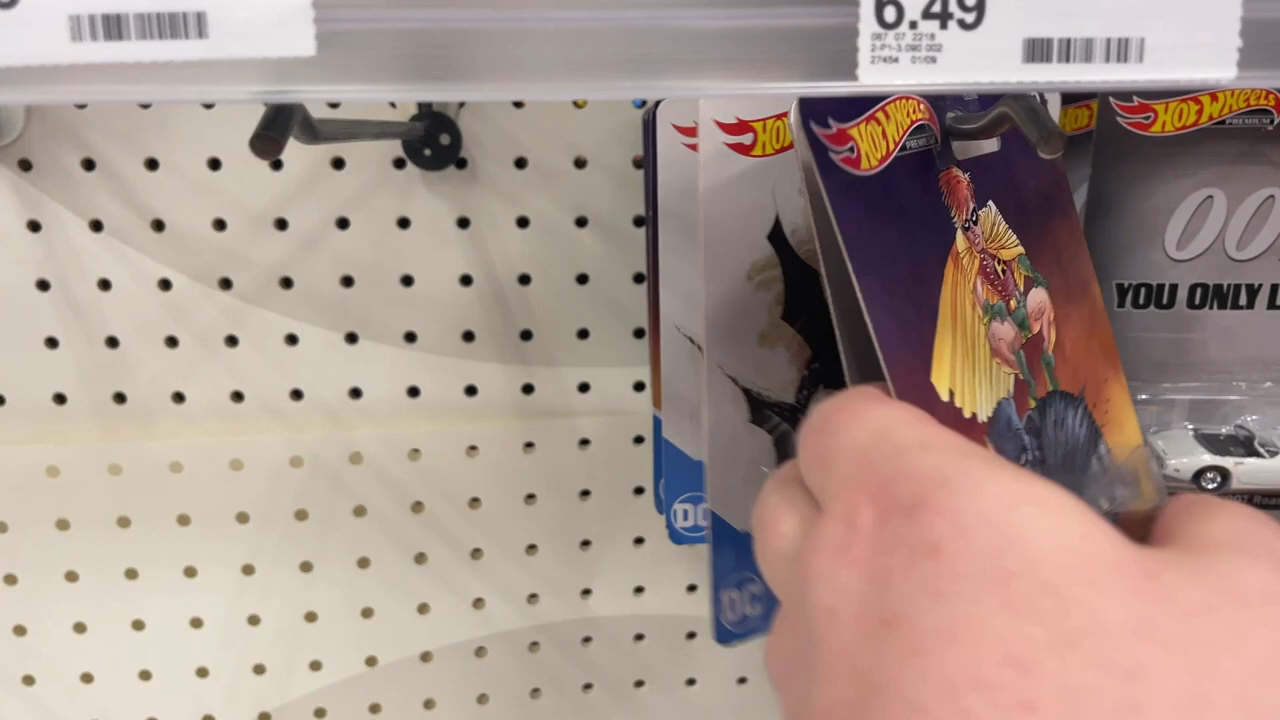 6.49
087 07 2218
2-P1-3.090 002
27454 01/09
HOT WHEELS
HOT WHEELS
PREMIUM
HOT WHEELS
PREMIUM
00
YOU ONLY L
DC
DC